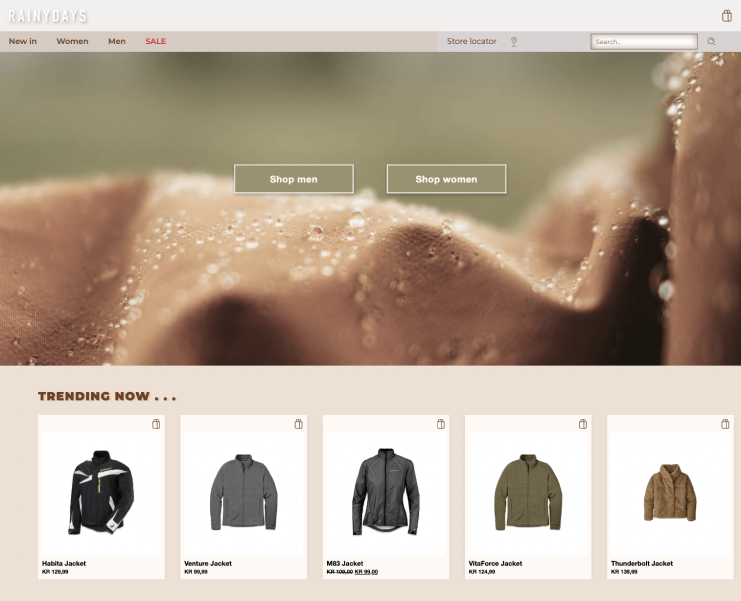 RAINYDAYS
New in Women Men SALE Store locator Search..
Shop men Shop women
TRENDING NOW . . .
Habita Jacket Venture Jacket M83 Jacket VitaForce Jacket Thunderbolt Jacket
KR 129,99 KR 99,99 KR 109,00 KR 99,00 KR 124,99 KR 139,99